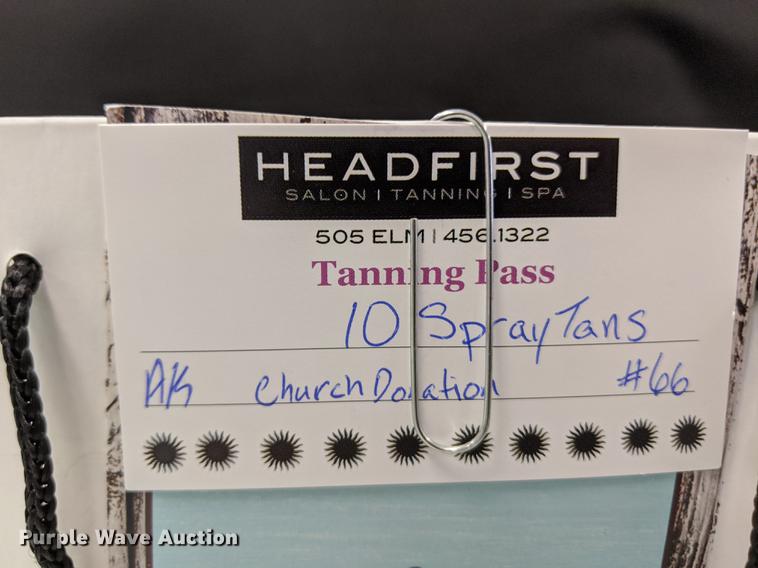 HEADFIRST
SALON | TANNING | SPA
505 ELM | 456.1322
Tanning Pass
10 Spray Tans
AK Church Donation #66
Purple Wave Auction